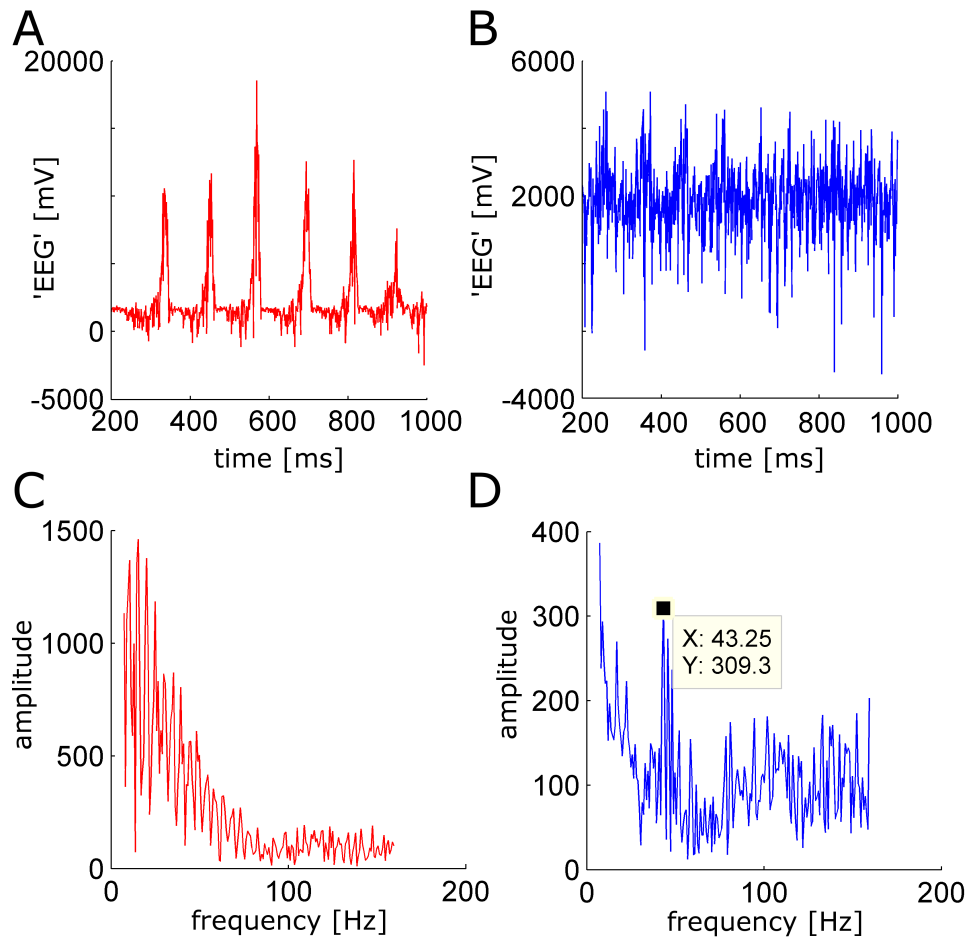 A
B
20000
0
-5000
'EEG' [mV]
200 400 600 800 1000
time [ms]
6000
2000
-4000
'EEG' [mV]
200 400 600 800 1000
time [ms]
C
D
1500
1000
500
0
amplitude
0 100 200
frequency [Hz]
400
300
200
100
0
amplitude
X: 43.25
Y: 309.3
0 100 200
frequency [Hz]